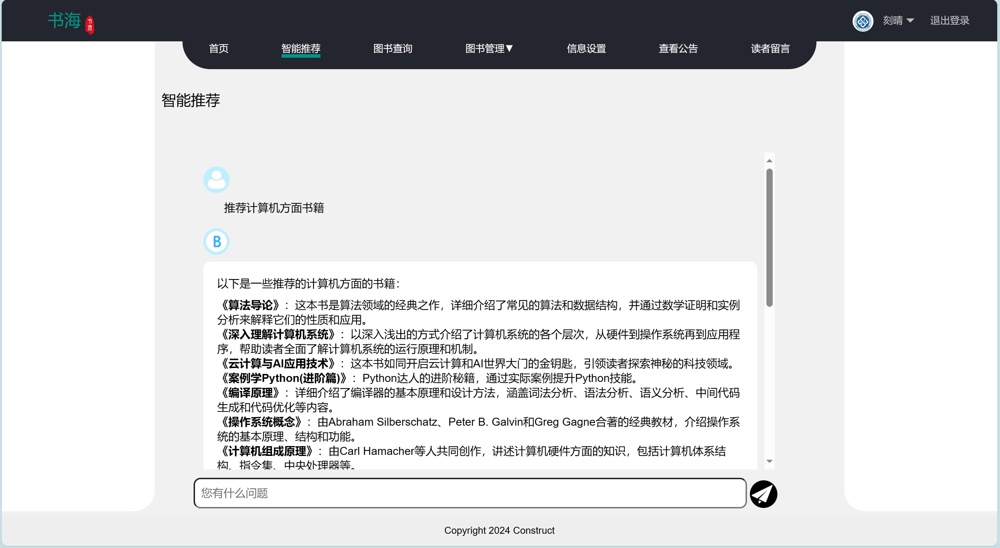 书海
书海
刻晴
退出登录
首页 智能推荐 图书查询 图书管理▼ 信息设置 查看公告 读者留言
智能推荐
推荐计算机方面书籍
B
以下是一些推荐的计算机方面的书籍：
《算法导论》：这本书是算法领域的经典之作，详细介绍了常见的算法和数据结构，并通过数学证明和实例
分析来解释它们的性质和应用。
《深入理解计算机系统》：以深入浅出的方式介绍了计算机系统的各个层次，从硬件到操作系统再到应用程
序，帮助读者全面了解计算机系统的运行原理和机制。
《云计算与AI应用技术》：这本书如同开启云计算和AI世界大门的金钥匙，引领读者探索神秘的科技领域。
《案例学Python(进阶篇)》：Python达人的进阶秘籍，通过实际案例提升Python技能。
《编译原理》：详细介绍了编译器的基本原理和设计方法，涵盖词法分析、语法分析、语义分析、中间代码
生成和代码优化等内容。
《操作系统概念》：由Abraham Silberschatz、Peter B. Galvin和Greg Gagne合著的经典教材，介绍操作系
统的基本原理、结构和功能。
《计算机组成原理》：由Carl Hamacher等人共同创作，讲述计算机硬件方面的知识，包括计算机体系结
构、指令集、中央处理器等。
您有什么问题
Copyright 2024 Construct